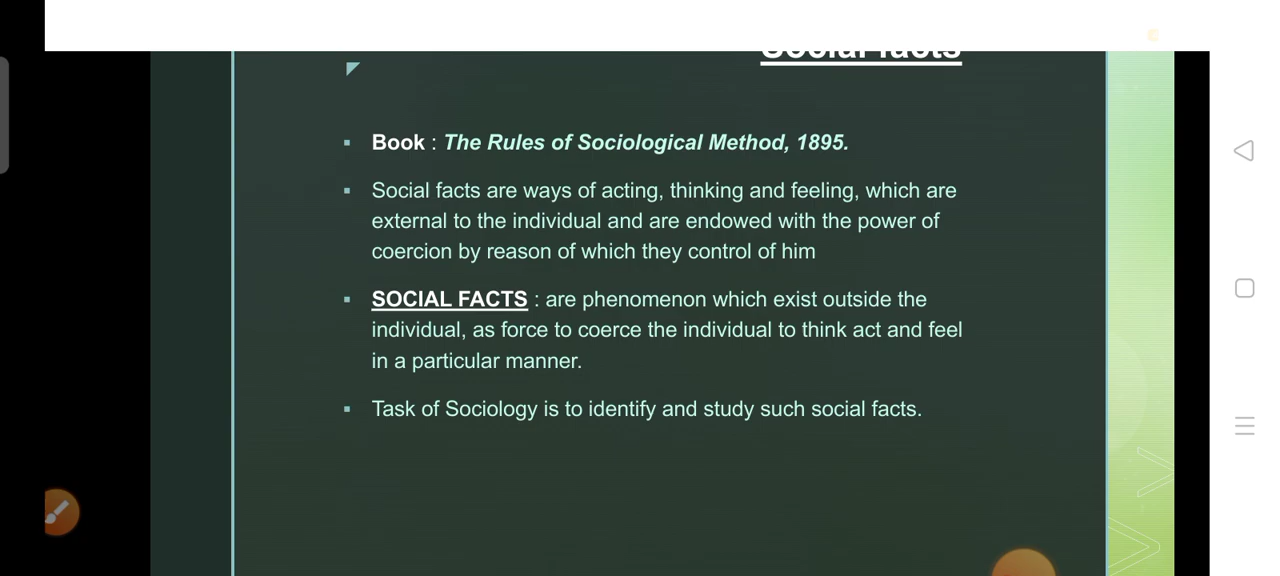 Social facts
Book : The Rules of Sociological Method, 1895.
Social facts are ways of acting, thinking and feeling, which are
external to the individual and are endowed with the power of
coercion by reason of which they control of him
SOCIAL FACTS : are phenomenon which exist outside the
individual, as force to coerce the individual to think act and feel
in a particular manner.
Task of Sociology is to identify and study such social facts.